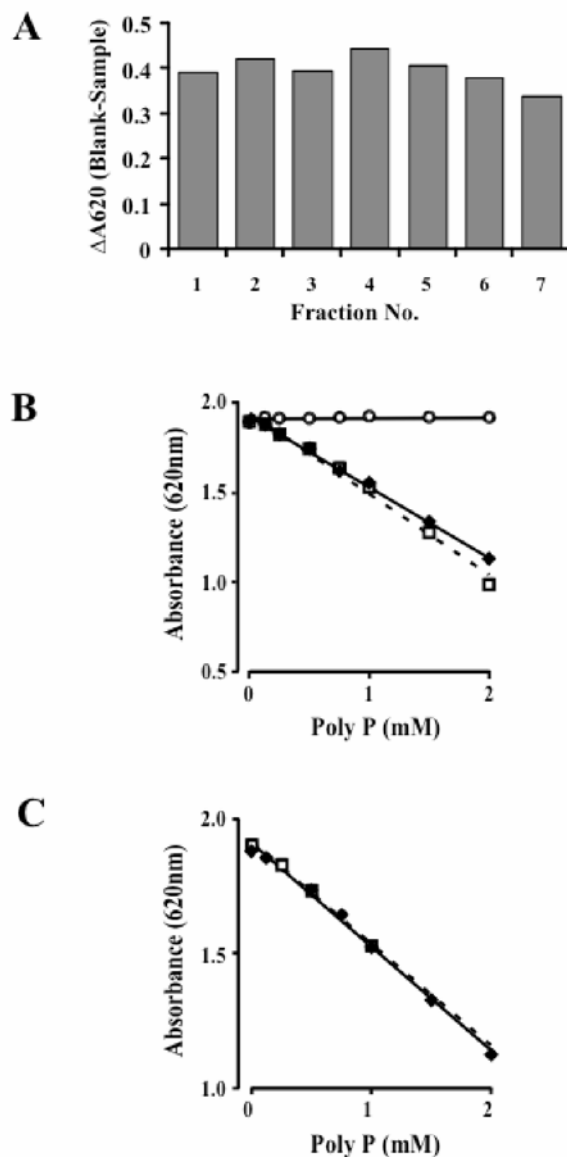 A
0.5
0.4
0.3
0.2
0.1
0
ΔA620 (Blank-Sample)
1 2 3 4 5 6 7
Fraction No.
B
2.0
1.5
1.0
0.5
Absorbance (620nm)
0 1 2
Poly P (mM)
C
2.0
1.5
1.0
Absorbance (620nm)
0 1 2
Poly P (mM)